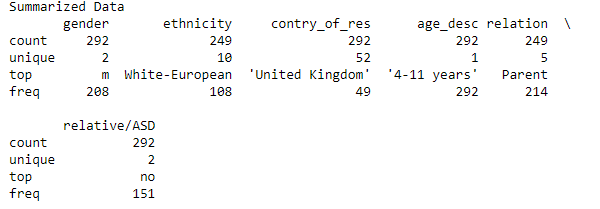 Summarized Data
gender ethnicity contry_of_res age_desc relation \
count 292 249 292 292 249
unique 2 10 52 1 5
top m White-European 'United Kingdom' '4-11 years' Parent
freq 208 108 49 292 214
relative/ASD
count 292
unique 2
top no
freq 151